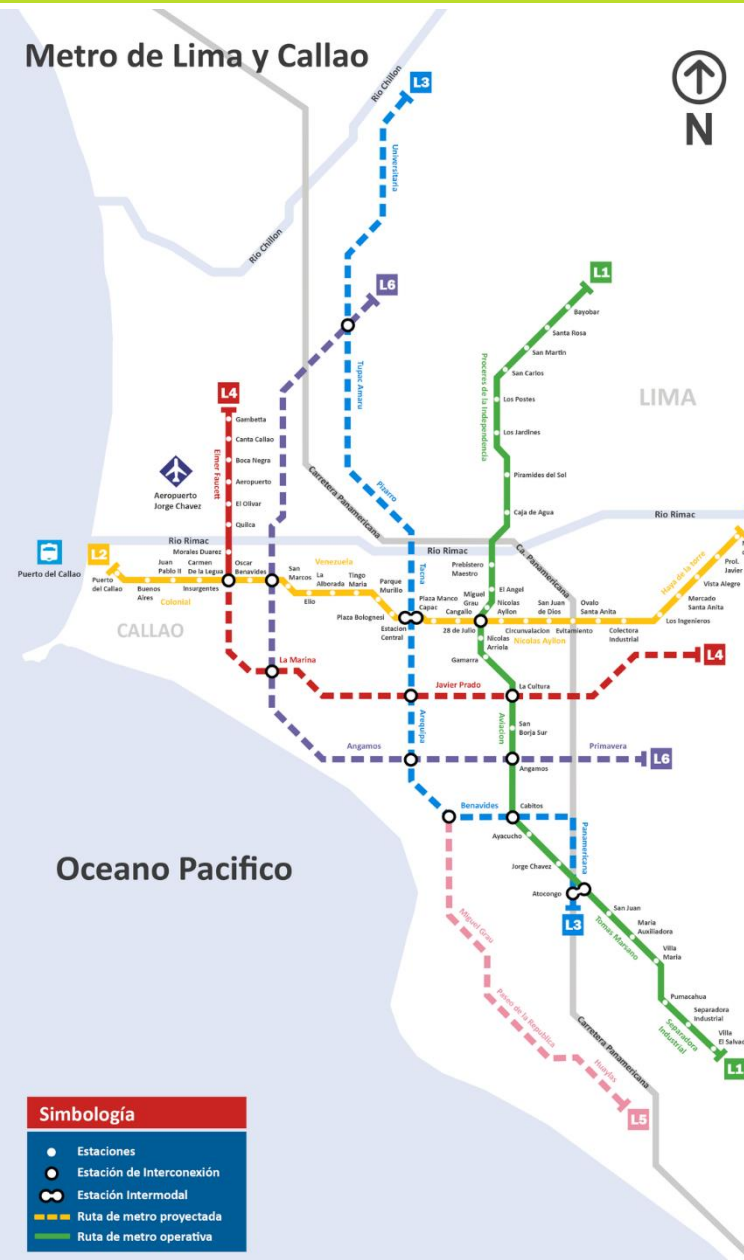 Metro de Lima y Callao
N
L3
Rio Chillon
Universitaria
Rio Chillon
L6
L1
Bayobar
Santa Rosa
San Martin
San Carlos
Los Postes
Los Jardines
Proceres de la Independencia
LIMA
Tupac Amaru
L4
Gambetta
Canta Callao
Boca Negra
Aeropuerto
El Olivar
Quilca
Elmer Faucett
Aeropuerto
Jorge Chavez
Carretera Panamericana
Pizarro
Piramides del Sol
Caja de Agua
Rio Rimac
Rio Rimac
Rio Rimac
Ca. Panamericana
Puerto del Callao
L2
Puerto
del Callao
Buenos
Aires
Juan
Pablo II
Carmen
De la Legua
Morales Duarez
Insurgentes
Oscar
Benavides
Colonial
CALLAO
San
Marcos
Elio
La
Alborada
Tingo
Maria
Venezuela
Parque
Murillo
Plaza Bolognesi
Estacion
Central
Tacna
Plaza Manco
Capac
Cangallo
28 de Julio
Miguel
Grau
Prebístero
Maestro
El Angel
Nicolas
Ayllon
Nicolas
Arriola
Gamarra
Circunvalacion
San Juan
de Dios
Nicolas Ayllon
Evitamiento
Ovalo
Santa Anita
Colectora
Industrial
Los Ingenieros
Mercado
Santa Anita
Vista Alegre
Prol.
Javier
Haya de la torre
La Marina
Javier Prado
La Cultura
L4
Arequipa
Aviacion
San
Borja Sur
Angamos
Angamos
Primavera
L6
Benavides
Cabitos
Ayacucho
Jorge Chavez
Panamericana
Atocongo
L3
San Juan
Maria
Auxiliadora
Villa
Maria
Tomas Marsano
Pumacahua
Separadora
Industrial
Separadora
Industrial
Villa
El Salvad
L1
Oceano Pacifico
Miguel Grau
Paseo de la Republica
Huaylas
L5
Carretera Panamericana
Simbología
Estaciones
Estación de Interconexión
Estación Intermodal
Ruta de metro proyectada
Ruta de metro operativa